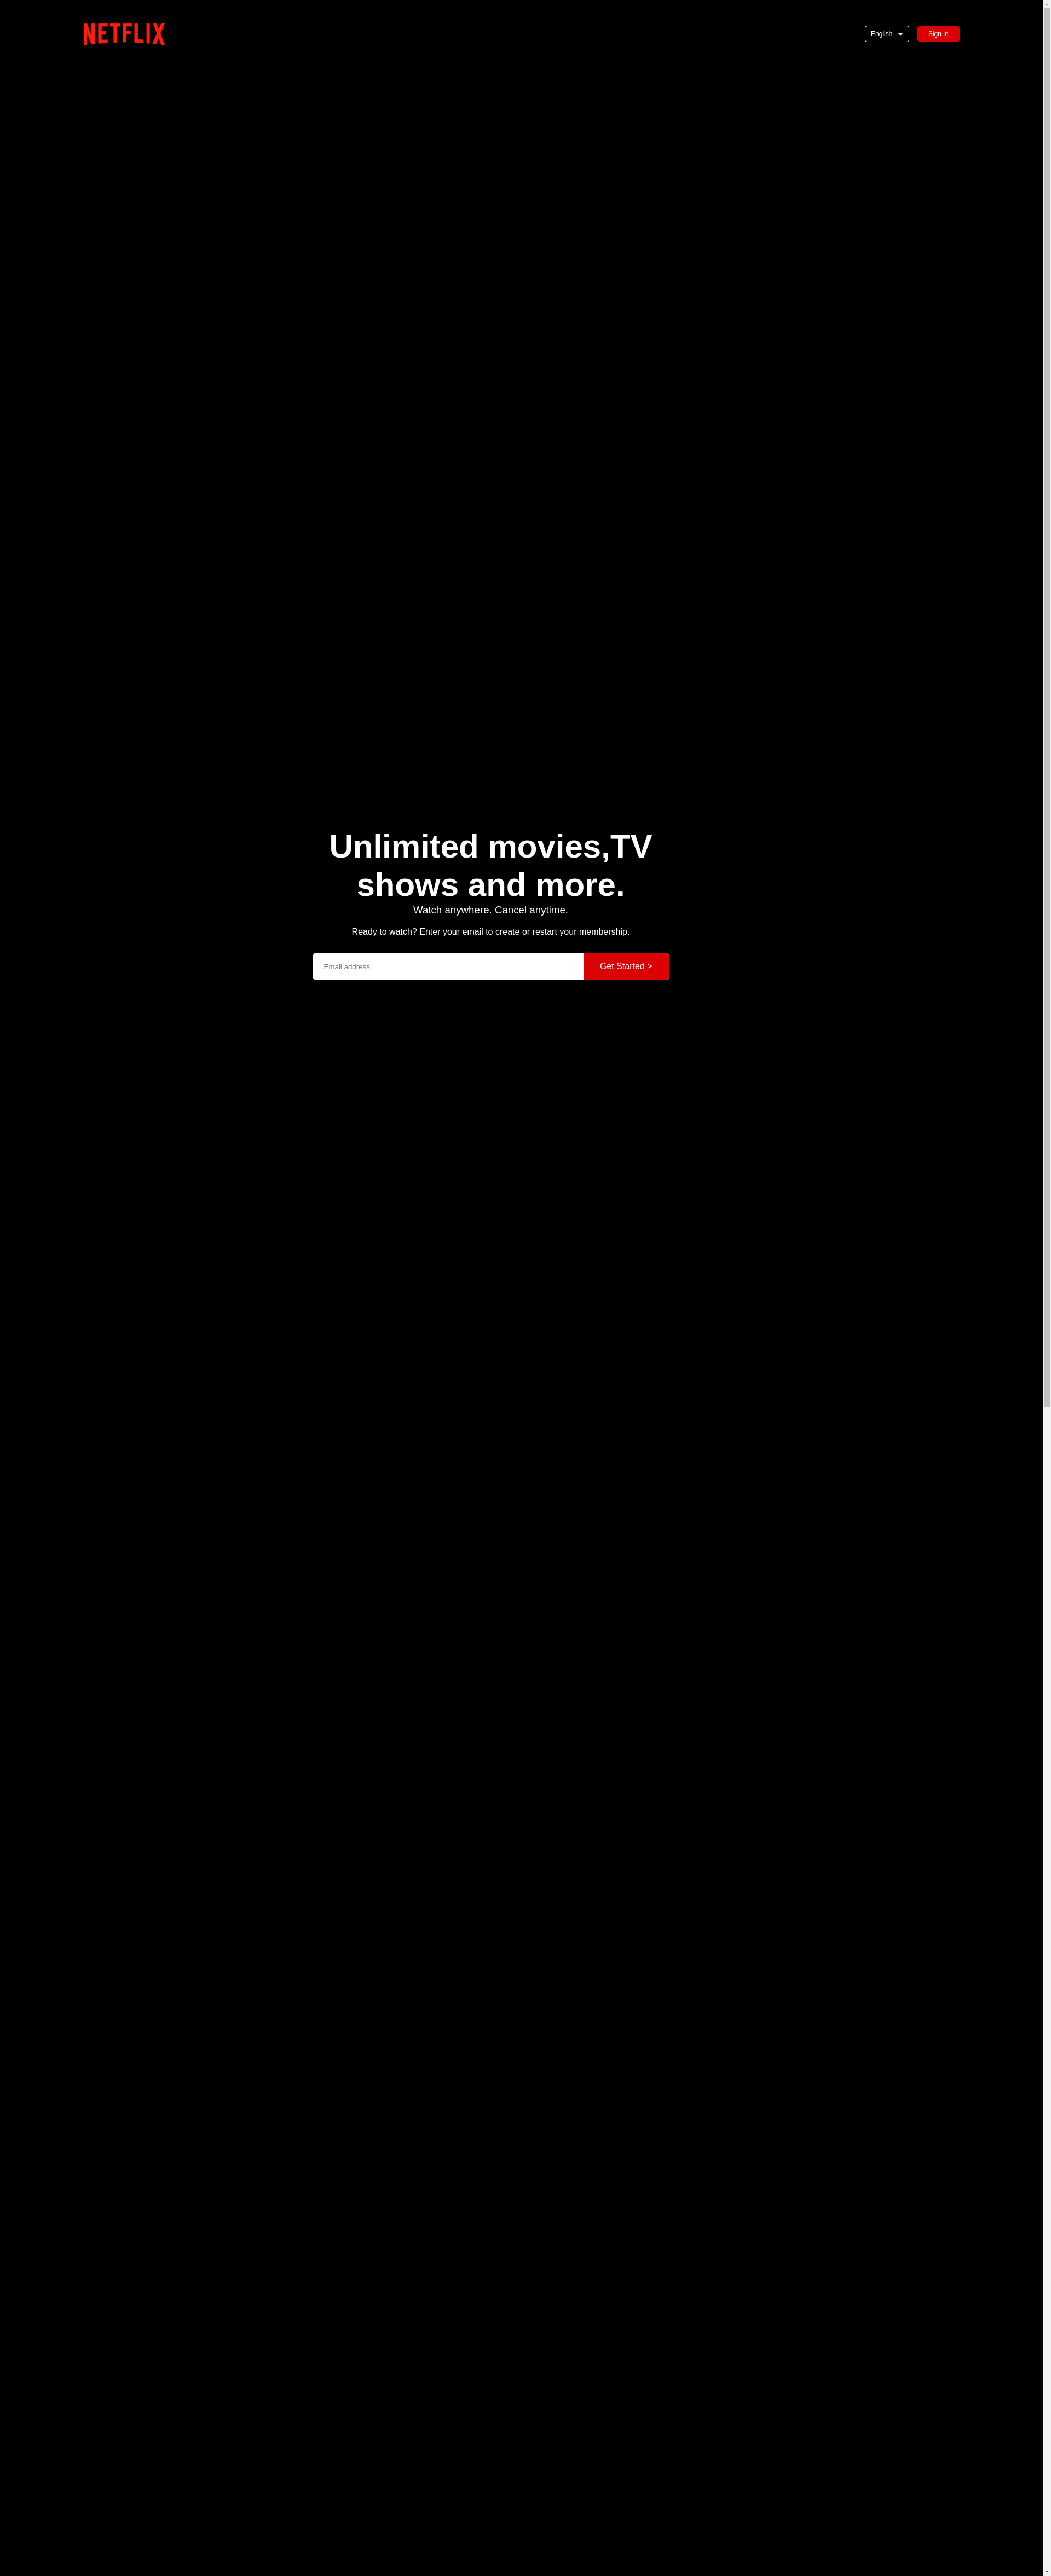 NETFLIX
English
Sign in
Unlimited movies,TV
shows and more.
Watch anywhere. Cancel anytime.
Ready to watch? Enter your email to create or restart your membership.
Email address
Get Started >